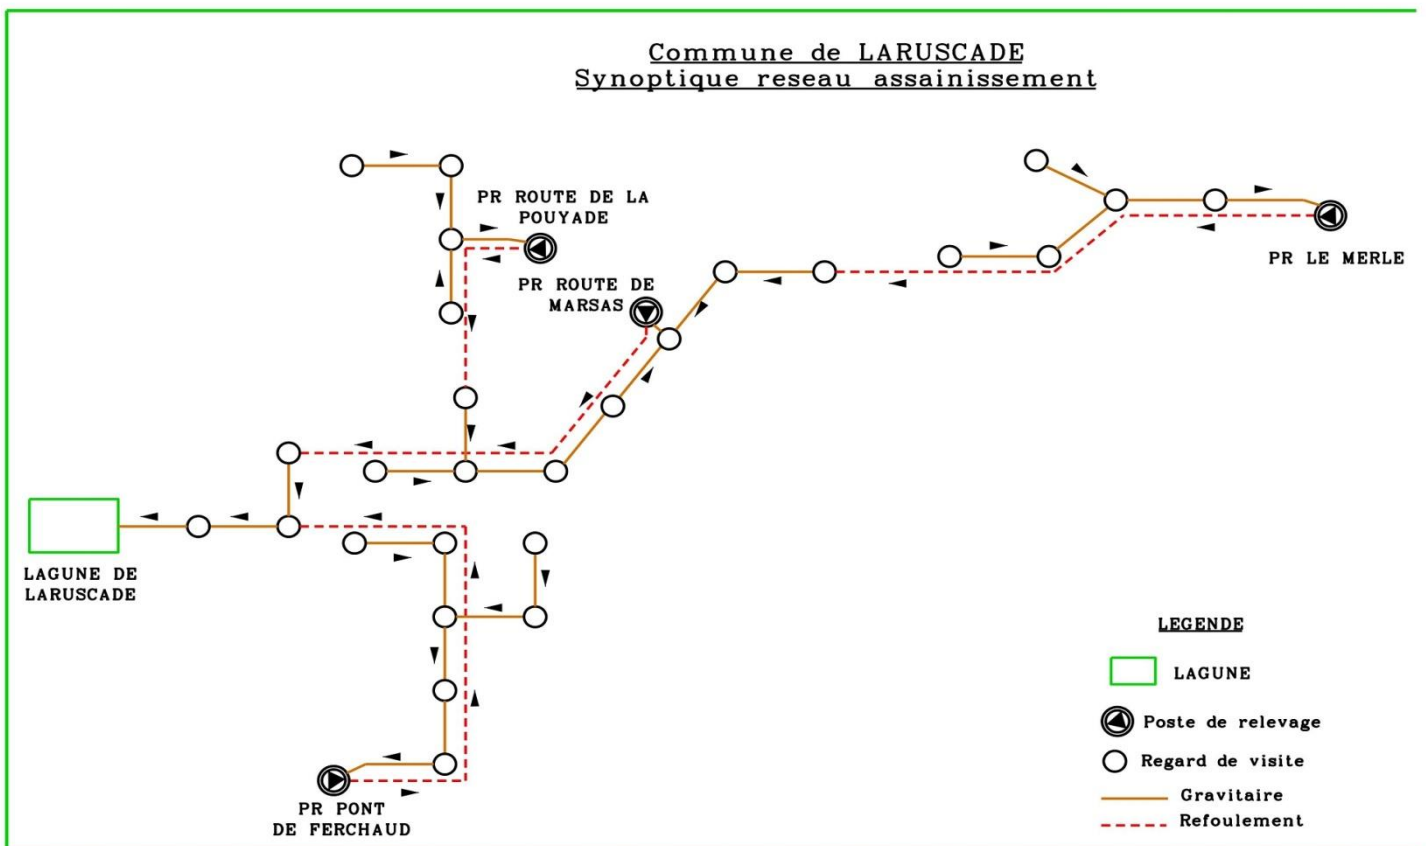 Commune de LARUSCADE
Synoptique reseau assainissement
PR ROUTE DE LA
POUYADE
PR ROUTE DE
MARSAS
PR LE MERLE
LAGUNE DE
LARUSCADE
PR PONT
DE FERCHAUD
LEGENDE
LAGUNE
Poste de relevage
Regard de visite
Gravitaire
Refoulement